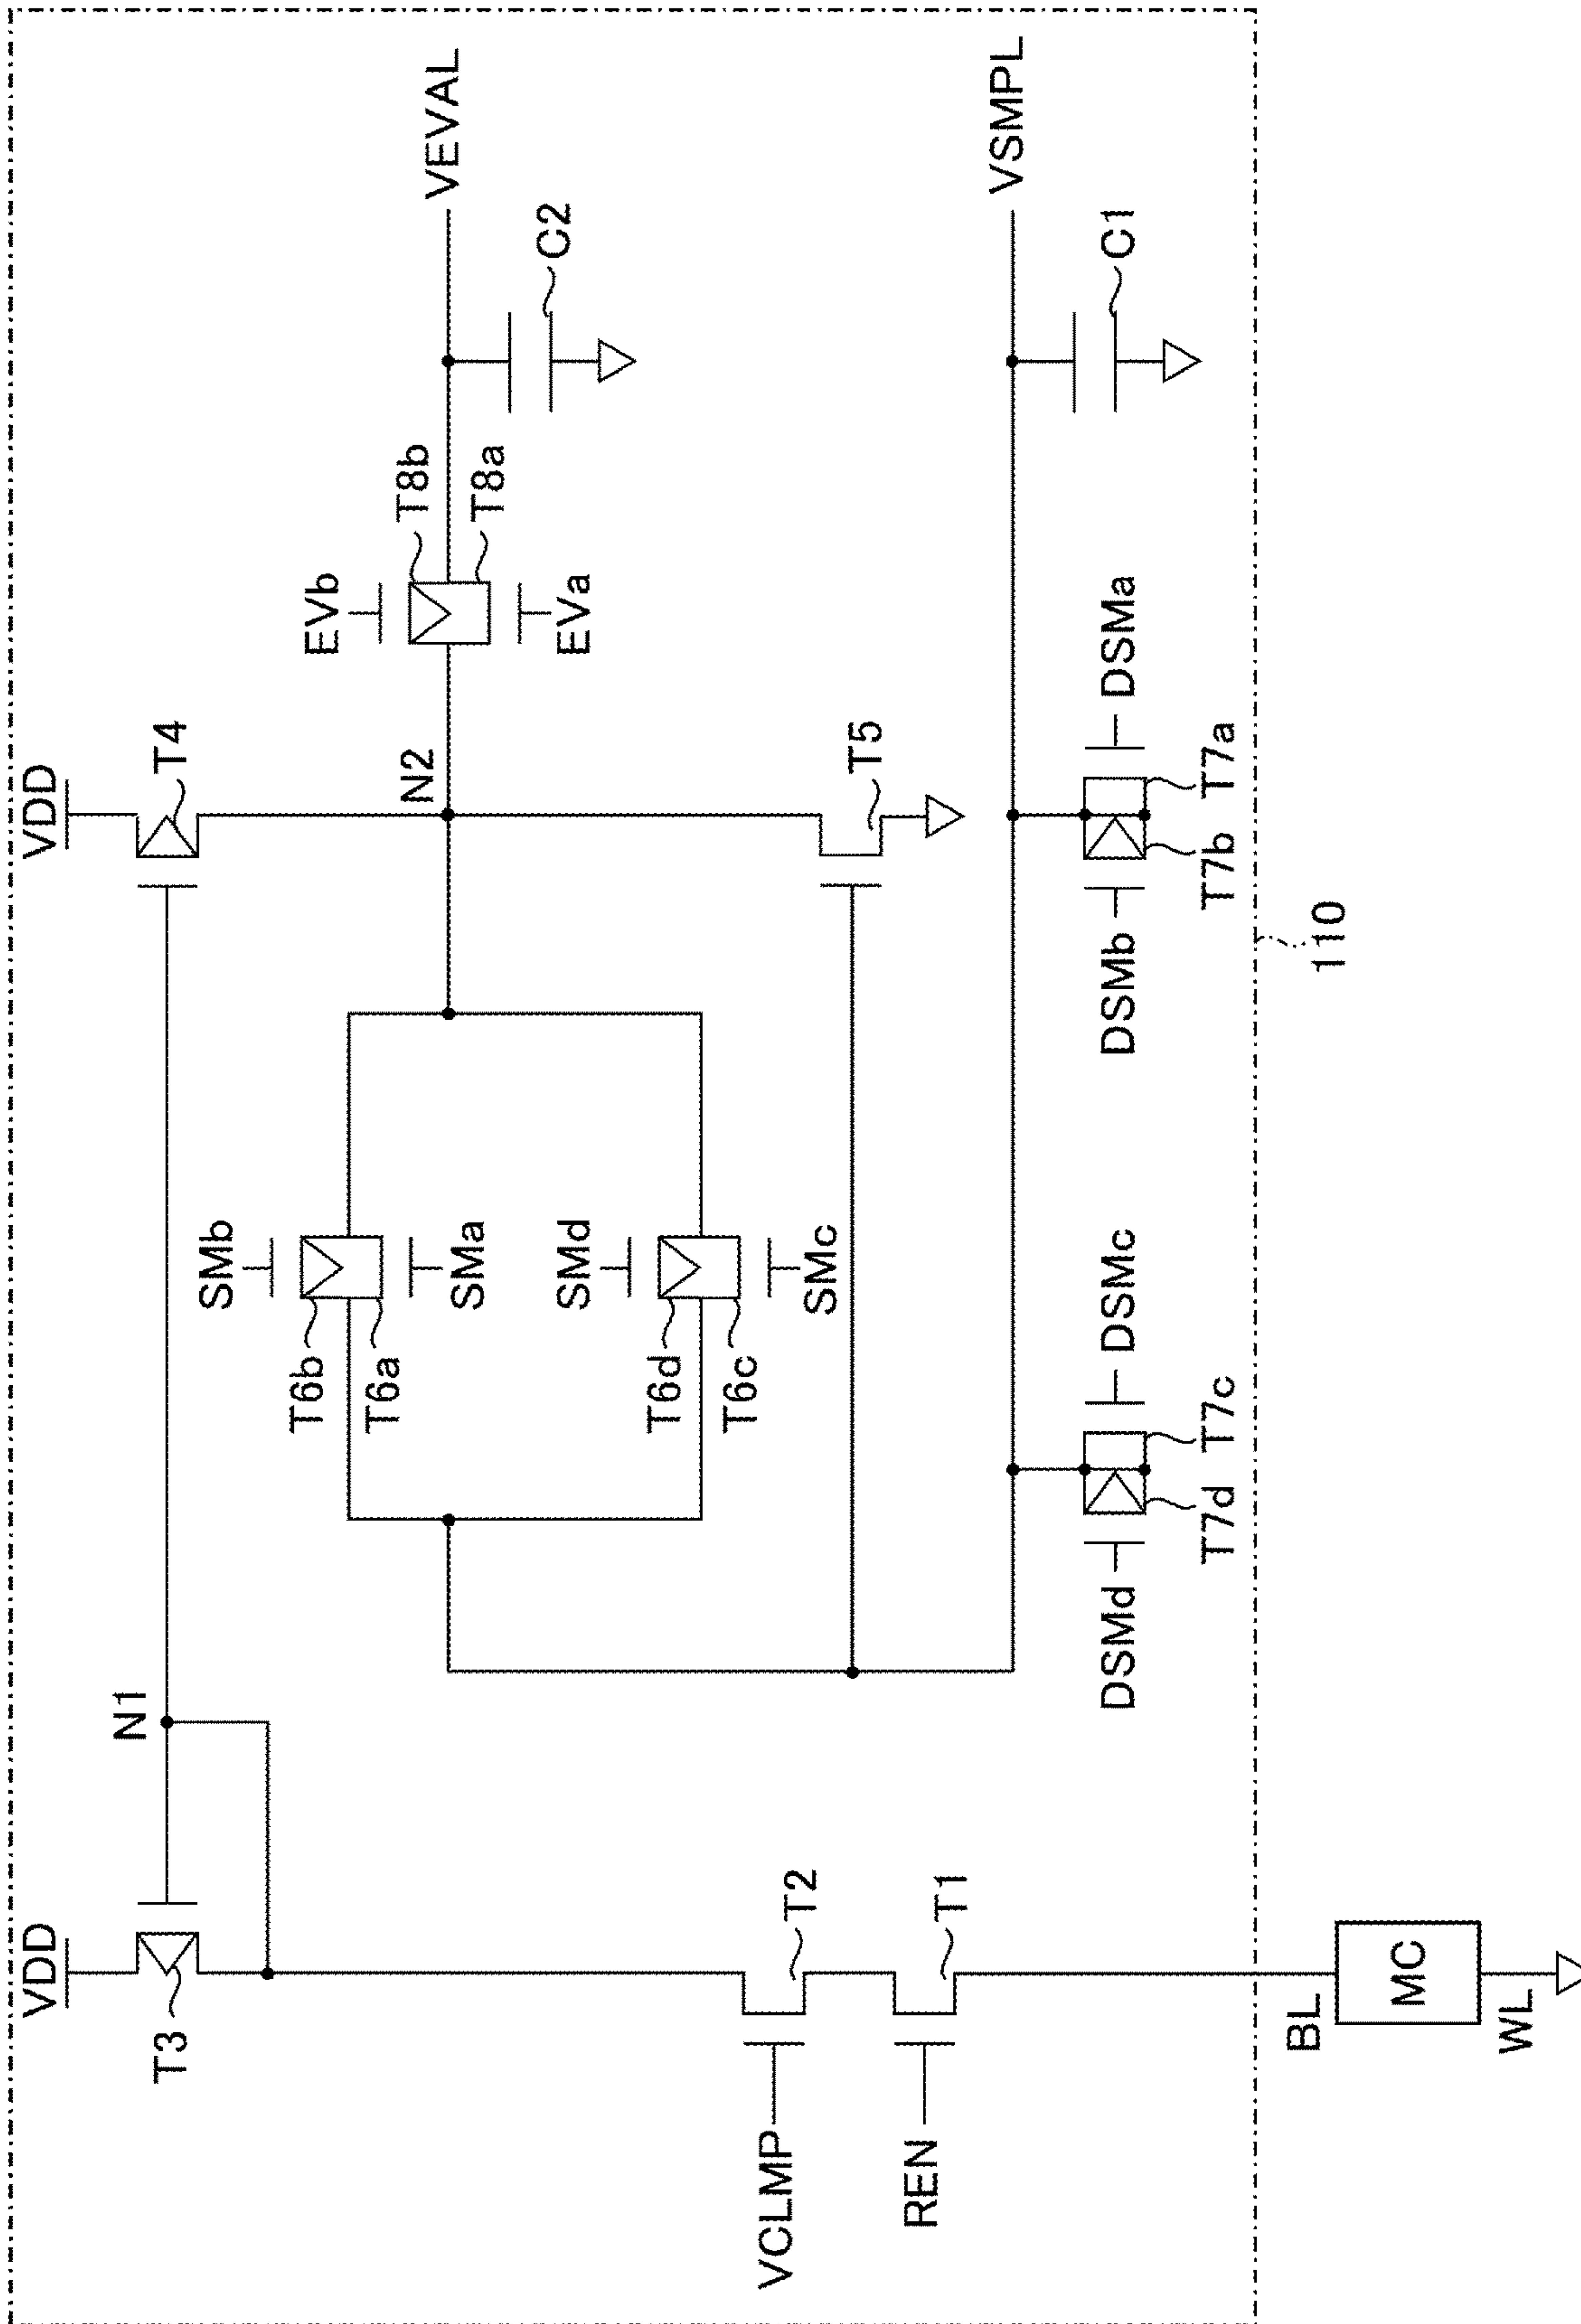 VDD
VDD
T3
T4
N1
SMb
EVb
T6b
T6a
SMa
N2
T8b
T8a
EVa
VEVAL
C2
SMd
T6d
T6c
SMc
VCLMP
T2
T5
REN
T1
VSMPL
C1
DSMd
DSMc
DSMb
DSMa
T7d
T7c
T7b
T7a
110
BL
MC
WL